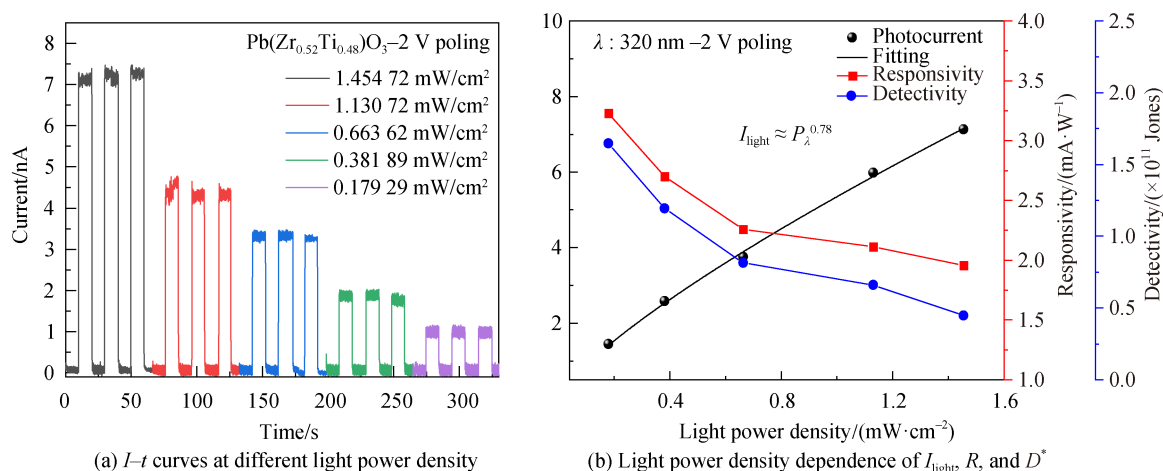 (a)
Pb(Zr0.52Ti0.48)O3–2 V poling
1.454 72 mW/cm²
1.130 72 mW/cm²
0.663 62 mW/cm²
0.381 89 mW/cm²
0.179 29 mW/cm²
Current/nA
8
7
6
5
4
3
2
1
0
0 50 100 150 200 250 300
Time/s
(a) I–t curves at different light power density
λ : 320 nm –2 V poling
Photocurrent
Fitting
Responsivity
Detectivity
Ilight ≈ Pλ^0.78
10
8
6
4
2
4.0
3.5
3.0
2.5
2.0
1.5
1.0
Responsivity/(mA·W⁻¹)
2.5
2.0
1.5
1.0
0.5
0.0
Detectivity/(×10¹¹ Jones)
0.4 0.8 1.2 1.6
Light power density/(mW·cm⁻²)
(b) Light power density dependence of Ilight, R, and D*